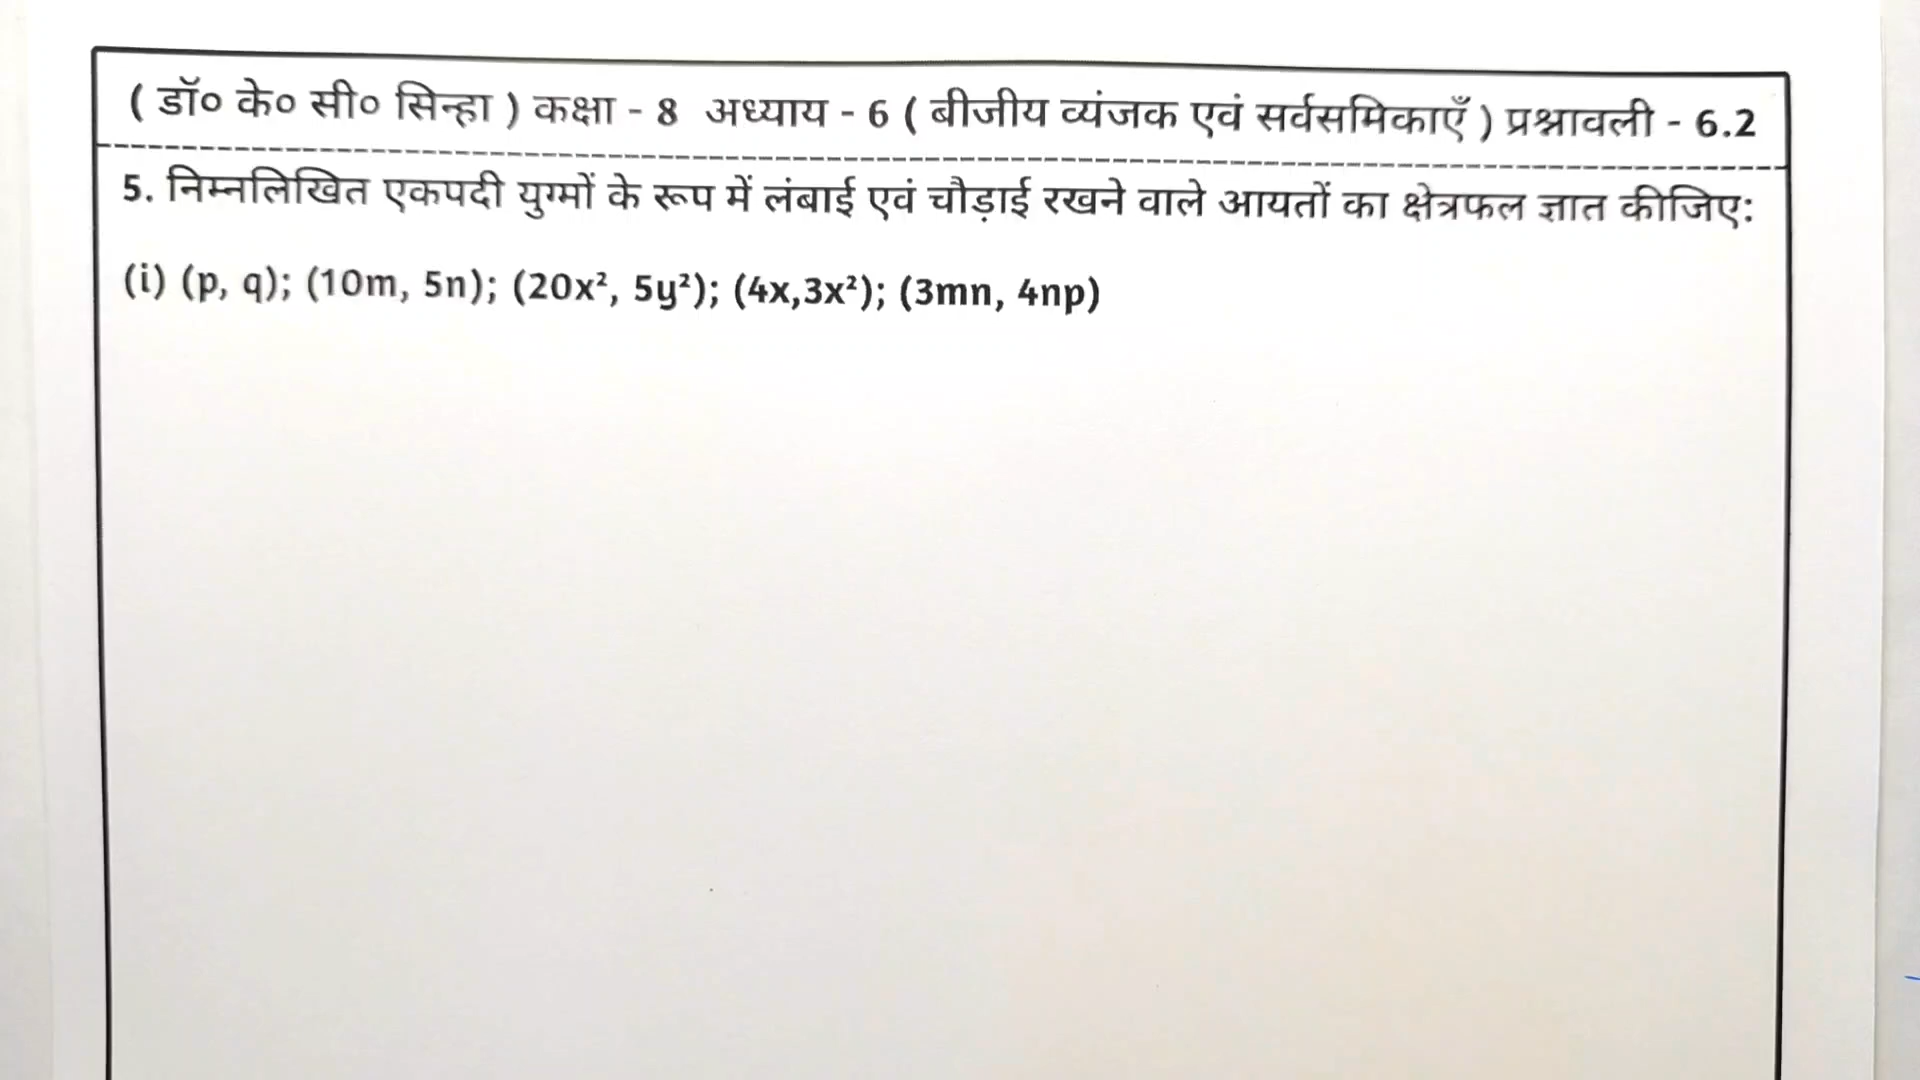 ( डॉ० के० सी० सिन्हा ) कक्षा - 8 अध्याय - 6 ( बीजीय व्यंजक एवं सर्वसमिकाएँ ) प्रश्नावली - 6.2
5. निम्नलिखित एकपदी युग्मों के रूप में लंबाई एवं चौड़ाई रखने वाले आयतों का क्षेत्रफल ज्ञात कीजिए:
(i) (p, q); (10m, 5n); (20x², 5y²); (4x,3x²); (3mn, 4np)